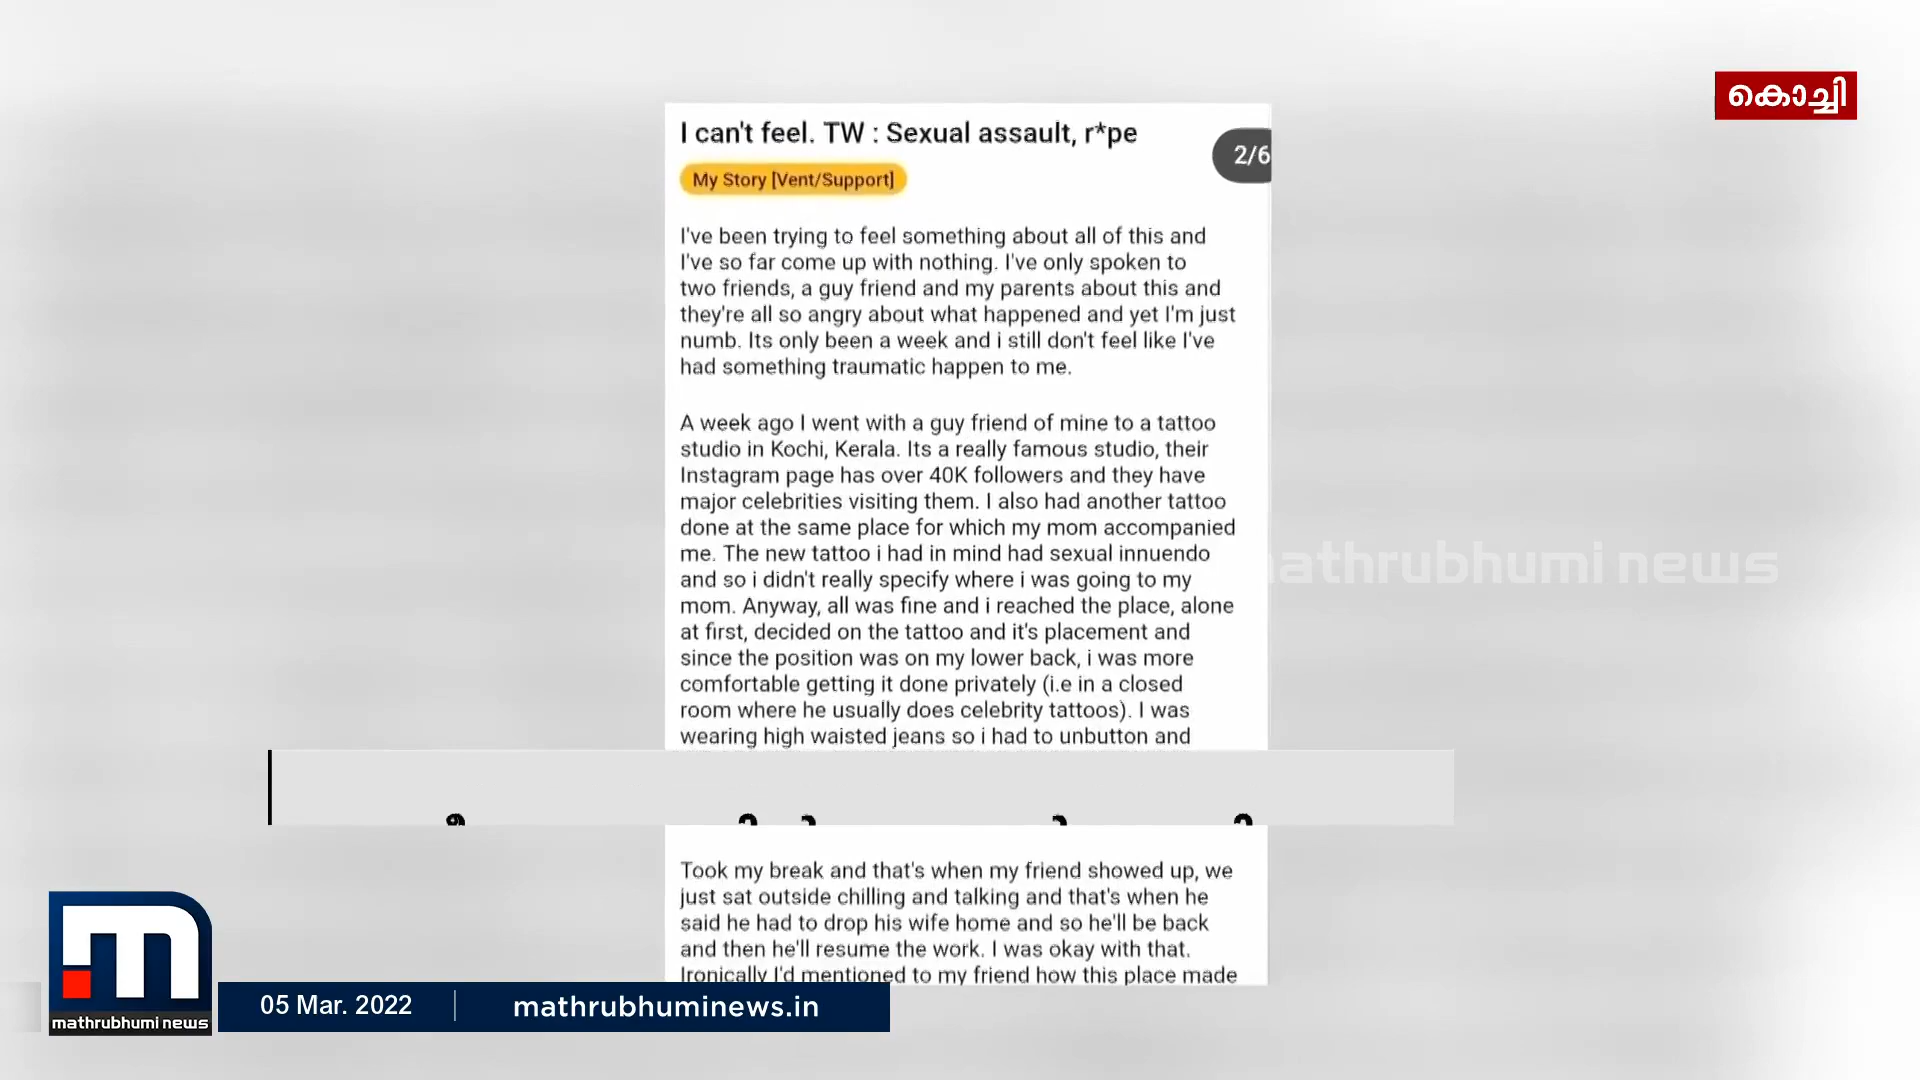 കൊച്ചി
I can't feel. TW : Sexual assault, r*pe
2/6
My Story [Vent/Support]
I've been trying to feel something about all of this and
I've so far come up with nothing. I've only spoken to
two friends, a guy friend and my parents about this and
they're all so angry about what happened and yet I'm just
numb. Its only been a week and i still don't feel like I've
had something traumatic happen to me.
A week ago I went with a guy friend of mine to a tattoo
studio in Kochi, Kerala. Its a really famous studio, their
Instagram page has over 40K followers and they have
major celebrities visiting them. I also had another tattoo
done at the same place for which my mom accompanied
me. The new tattoo i had in mind had sexual innuendo
and so i didn't really specify where i was going to my
mom. Anyway, all was fine and i reached the place, alone
at first, decided on the tattoo and it's placement and
since the position was on my lower back, i was more
comfortable getting it done privately (i.e in a closed
room where he usually does celebrity tattoos). I was
wearing high waisted jeans so i had to unbutton and
Took my break and that's when my friend showed up, we
just sat outside chilling and talking and that's when he
said he had to drop his wife home and so he'll be back
and then he'll resume the work. I was okay with that.
Ironically I'd mentioned to my friend how this place made
mathrubhumi news
mathrubhumi news
05 Mar. 2022
mathrubhuminews.in